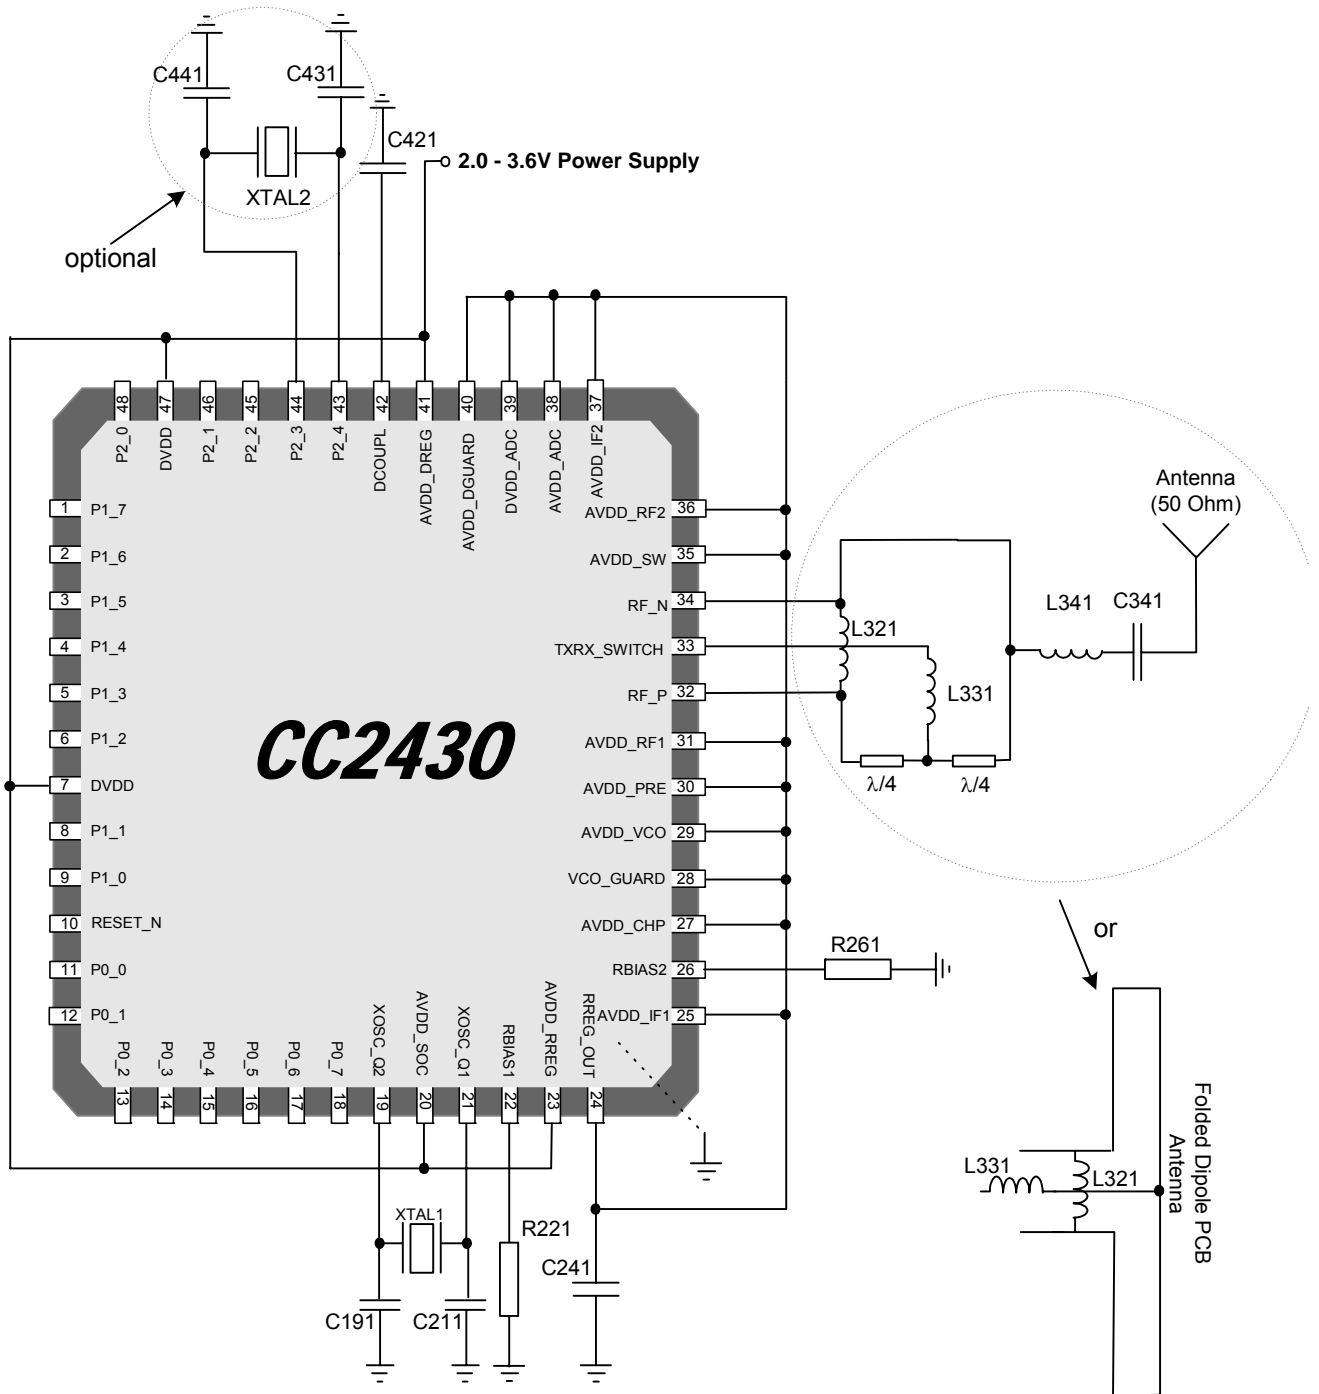 C441
C431
C421
2.0 - 3.6V Power Supply
XTAL2
optional
48
47
46
45
44
43
42
41
40
39
38
37
P2_0
DVDD
P2_1
P2_2
P2_3
P2_4
DCOUPL
AVDD_DREG
AVDD_DGUARD
DVDD_ADC
AVDD_ADC
AVDD_IF2
1 P1_7
2 P1_6
3 P1_5
4 P1_4
5 P1_3
6 P1_2
7 DVDD
8 P1_1
9 P1_0
10 RESET_N
11 P0_0
12 P0_1
CC2430
AVDD_RF2 36
AVDD_SW 35
RF_N 34
TXRX_SWITCH 33
RF_P 32
AVDD_RF1 31
AVDD_PRE 30
AVDD_VCO 29
VCO_GUARD 28
AVDD_CHP 27
RBIAS2 26
AVDD_IF1 25
Antenna
(50 Ohm)
L341
C341
L321
L331
λ/4
λ/4
or
R261
P0_2
P0_3
P0_4
P0_5
P0_6
P0_7
XOSC_Q2
AVDD_SOC
XOSC_Q1
RBIAS1
AVDD_RREG
RREG_OUT
13
14
15
16
17
18
19
20
21
22
23
24
XTAL1
R221
C241
C191
C211
L331
L321
Folded Dipole PCB
Antenna